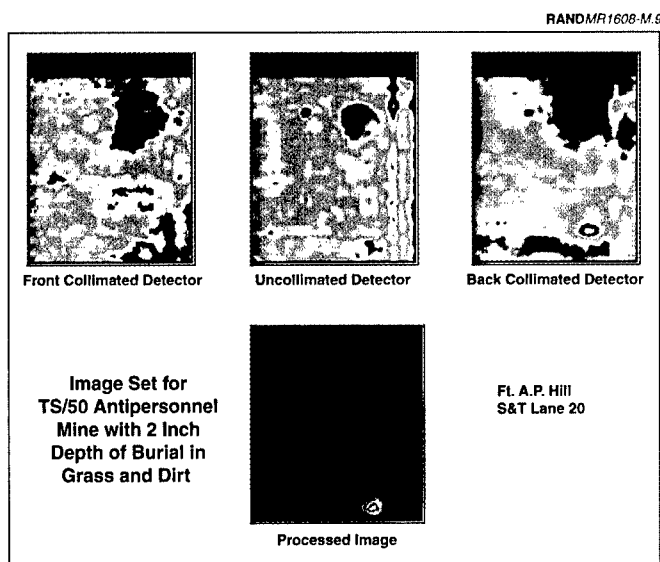 RANDMR1608-M.9
Front Collimated Detector
Uncollimated Detector
Back Collimated Detector
Image Set for
TS/50 Antipersonnel
Mine with 2 Inch
Depth of Burial in
Grass and Dirt
Ft. A.P. Hill
S&T Lane 20
Processed Image